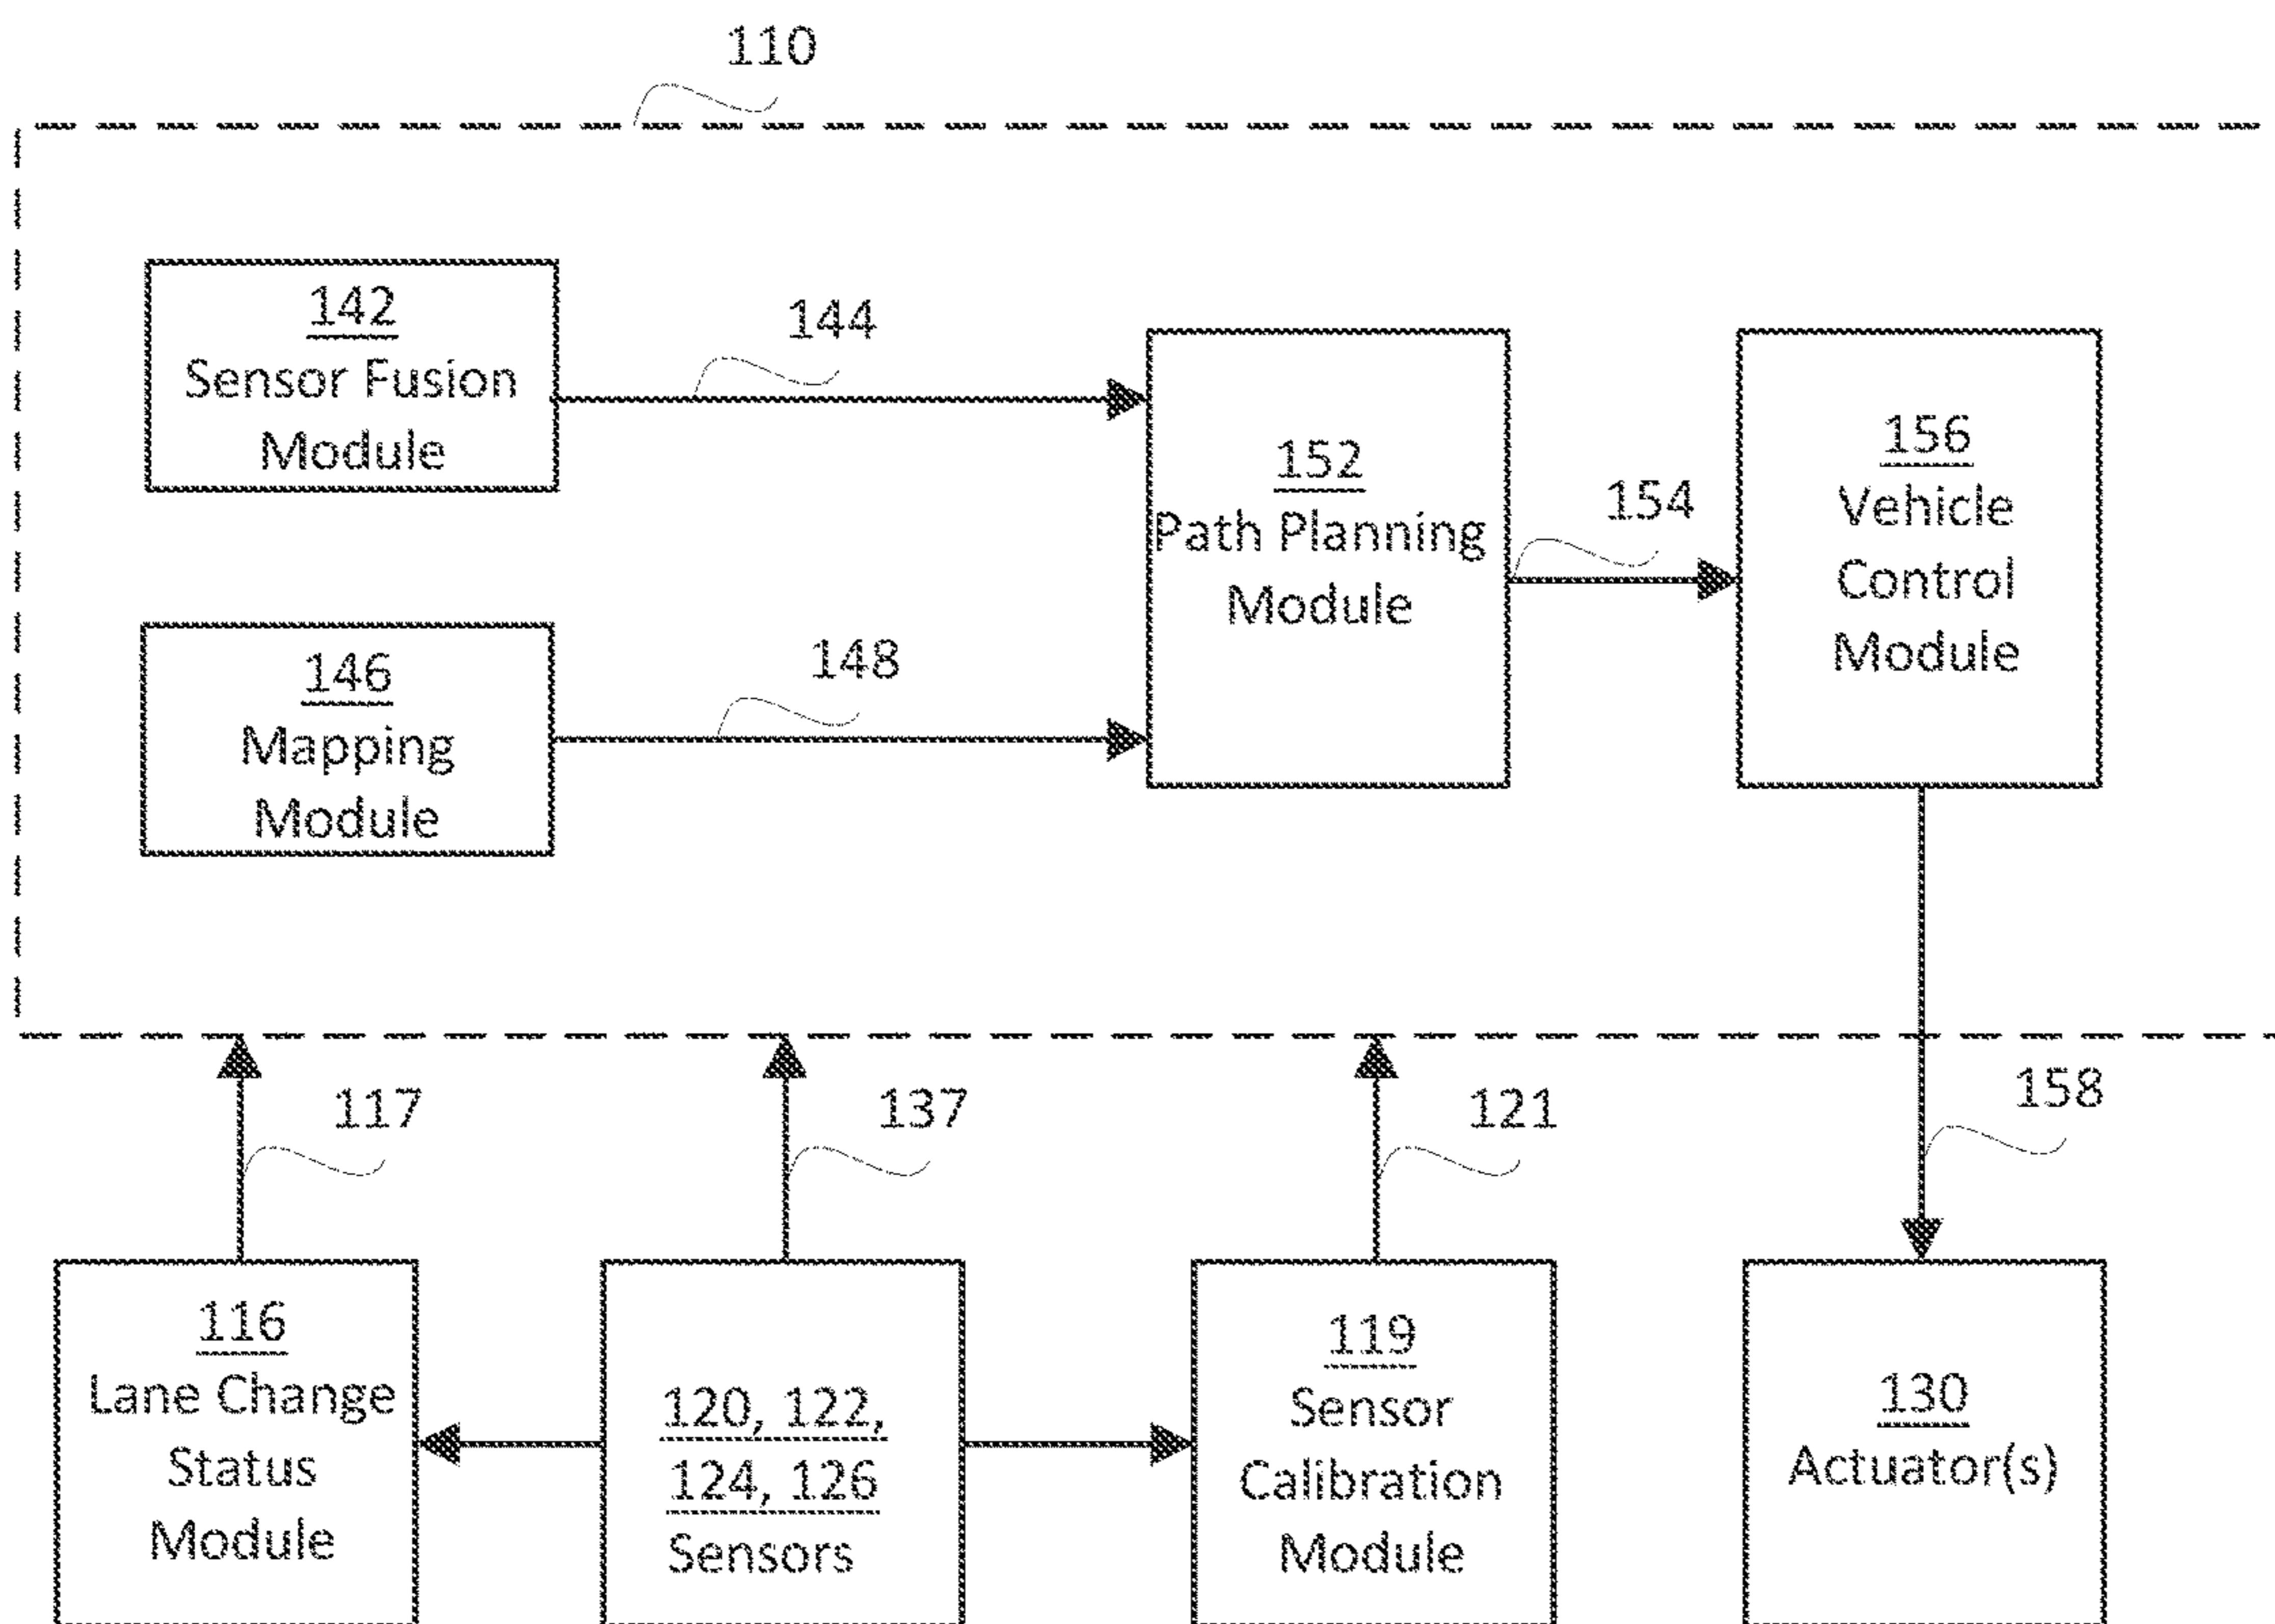 110
142
Sensor Fusion
Module
144
152
Path Planning
Module
154
156
Vehicle
Control
Module
146
Mapping
Module
148
117
137
121
158
116
Lane Change
Status
Module
120, 122,
124, 126
Sensors
119
Sensor
Calibration
Module
130
Actuator(s)